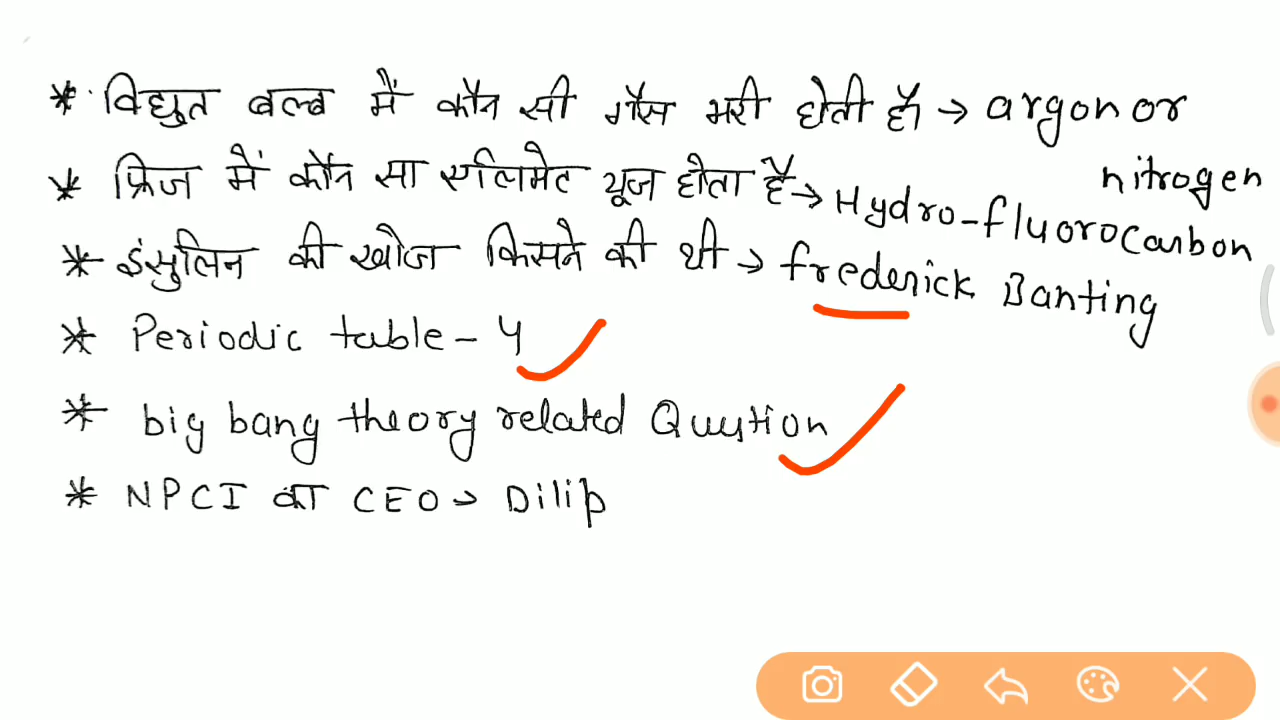 * विद्युत बल्ब में कौन सी गैस भरी होती है। → argon or
nitrogen
* फ्रिज में कौन सा एलिमेट यूज होता है → Hydro-fluorocarbon
* इंसुलिन की खोज किसने की थी → frederick Banting
* Periodic table - 4
* big bang theory related Quystion
* NPCI का CEO → Dilip